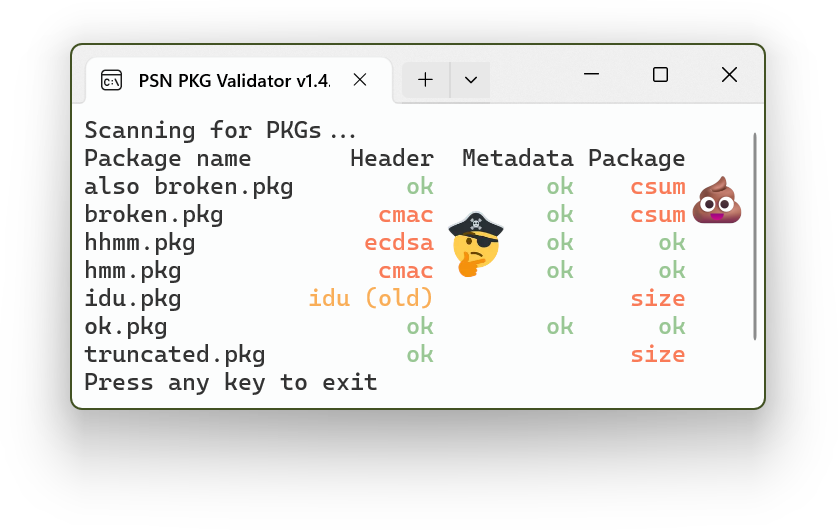 PSN PKG Validator v1.4.
Scanning for PKGs...
Package name Header Metadata Package
also broken.pkg ok ok csum
broken.pkg cmac ok csum
hhmm.pkg ecdsa ok ok
hmm.pkg cmac ok ok
idu.pkg idu (old) size
ok.pkg ok ok ok
truncated.pkg ok size
Press any key to exit